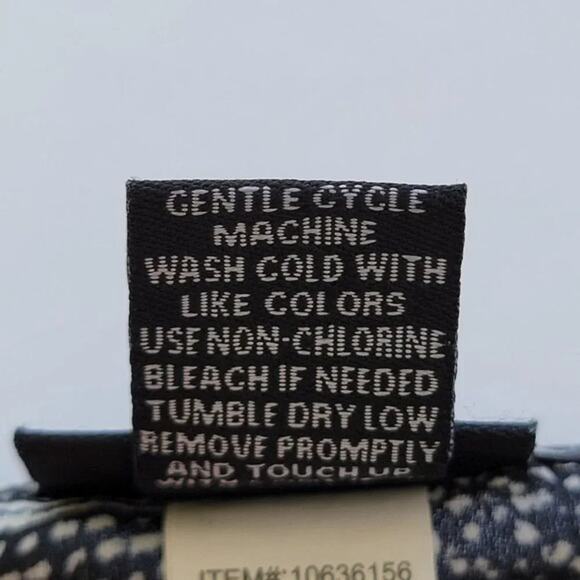 GENTLE CYCLE
MACHINE
WASH COLD WITH
LIKE COLORS
USE NON-CHLORINE
BLEACH IF NEEDED
TUMBLE DRY LOW
REMOVE PROMPTLY
AND TOUCH UP
WITH
ITEM#:10636156